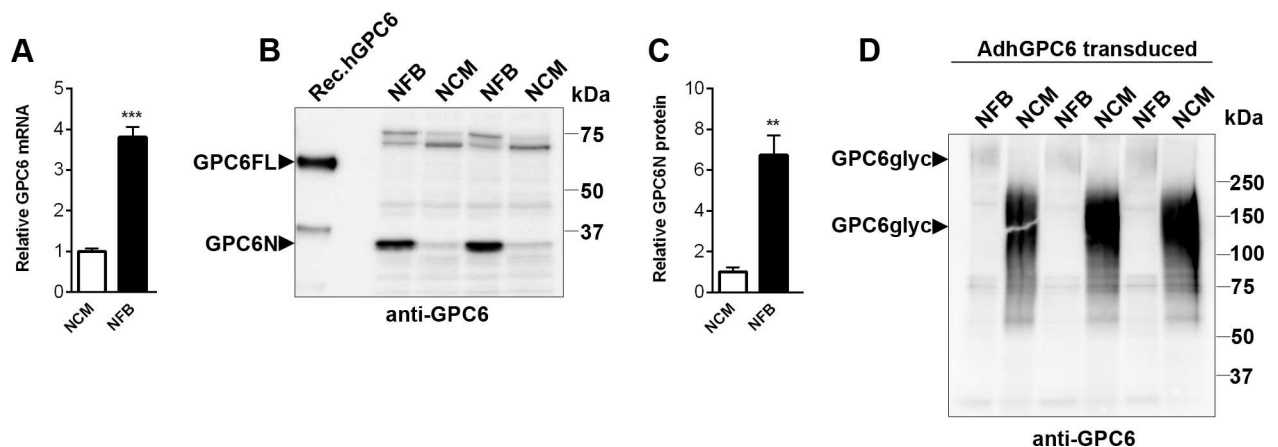 A
Relative GPC6 mRNA
5
4
3
2
1
0
***
NCM
NFB
B
Rec.hGPC6
NFB
NCM
NFB
NCM
kDa
GPC6FL
GPC6N
75
50
37
anti-GPC6
C
Relative GPC6N protein
10
8
6
4
2
0
**
NCM
NFB
D
AdhGPC6 transduced
NFB
NCM
NFB
NCM
NFB
NCM
kDa
GPC6glyc
GPC6glyc
250
150
100
75
50
37
anti-GPC6